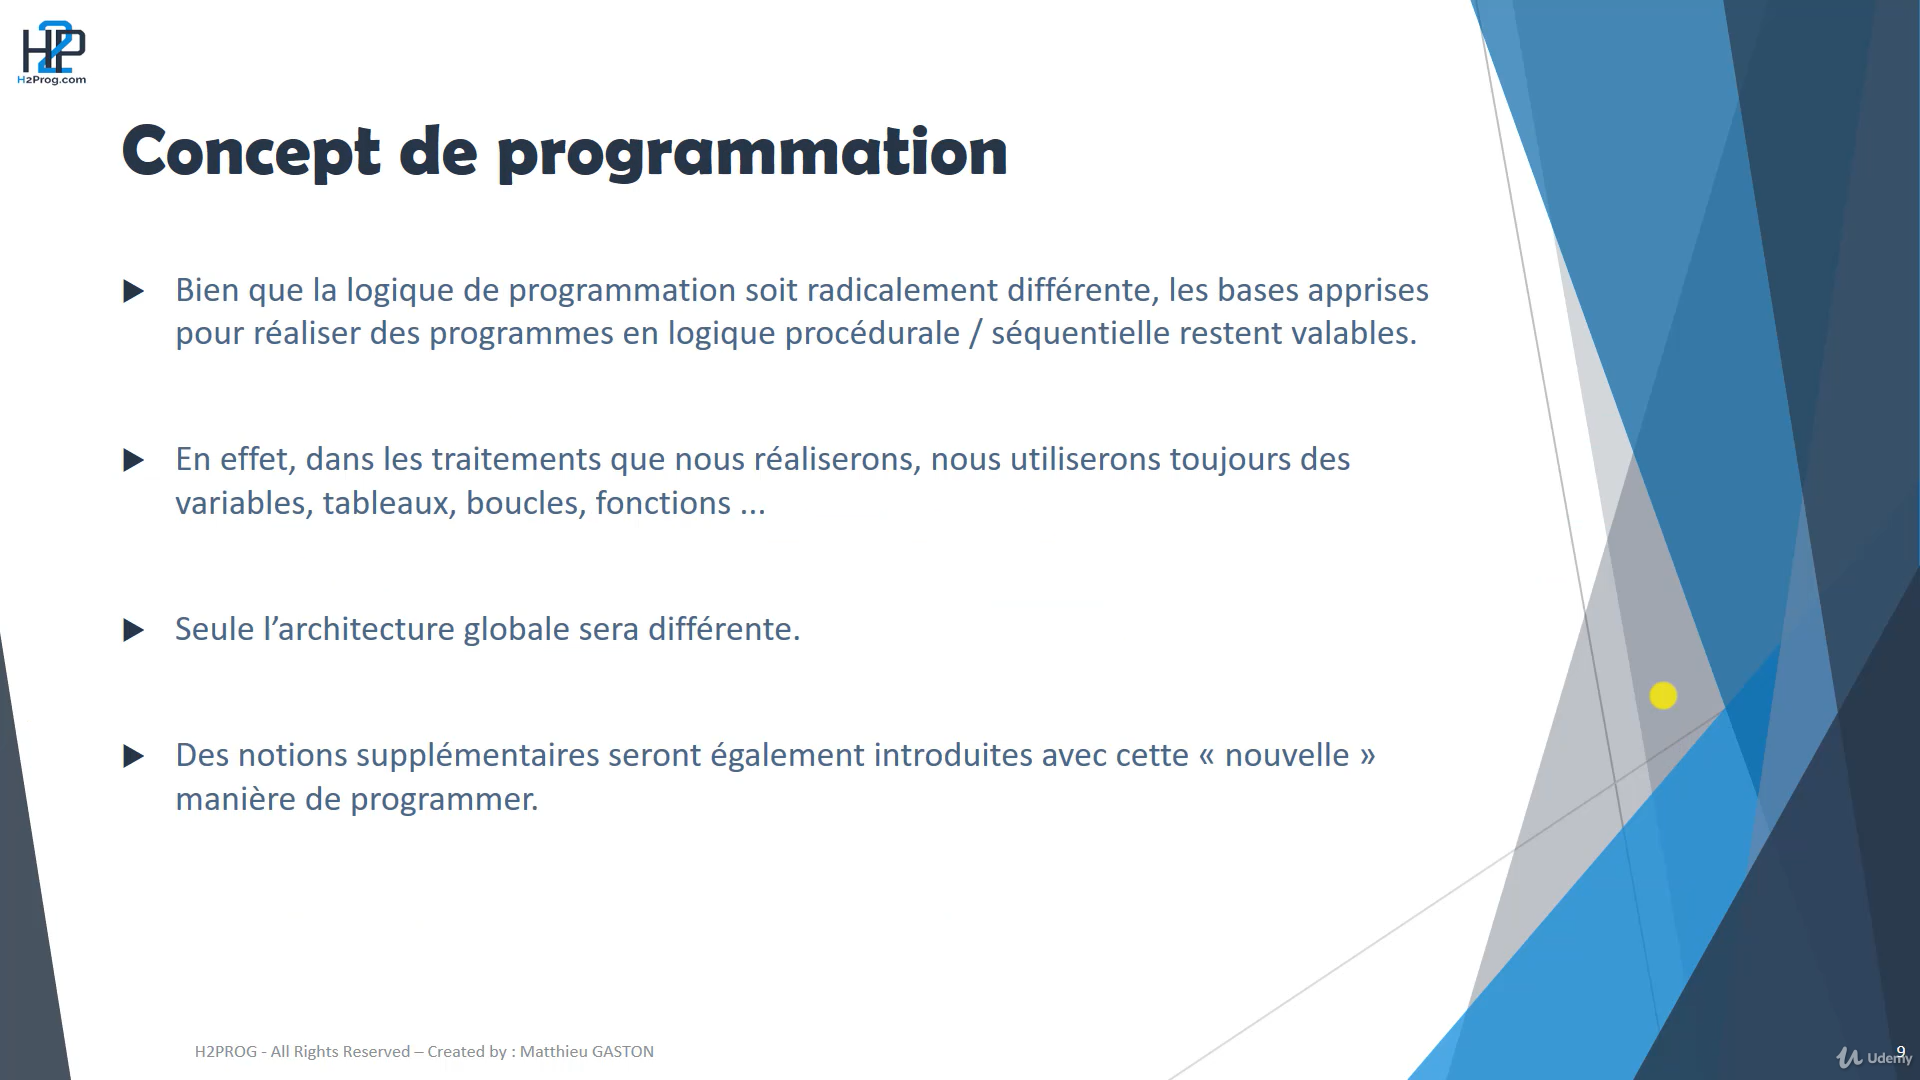 H2P
H2Prog.com
Concept de programmation
Bien que la logique de programmation soit radicalement différente, les bases apprises
pour réaliser des programmes en logique procédurale / séquentielle restent valables.
En effet, dans les traitements que nous réaliserons, nous utiliserons toujours des
variables, tableaux, boucles, fonctions ...
Seule l’architecture globale sera différente.
Des notions supplémentaires seront également introduites avec cette « nouvelle »
manière de programmer.
H2PROG - All Rights Reserved – Created by : Matthieu GASTON
9
Udemy